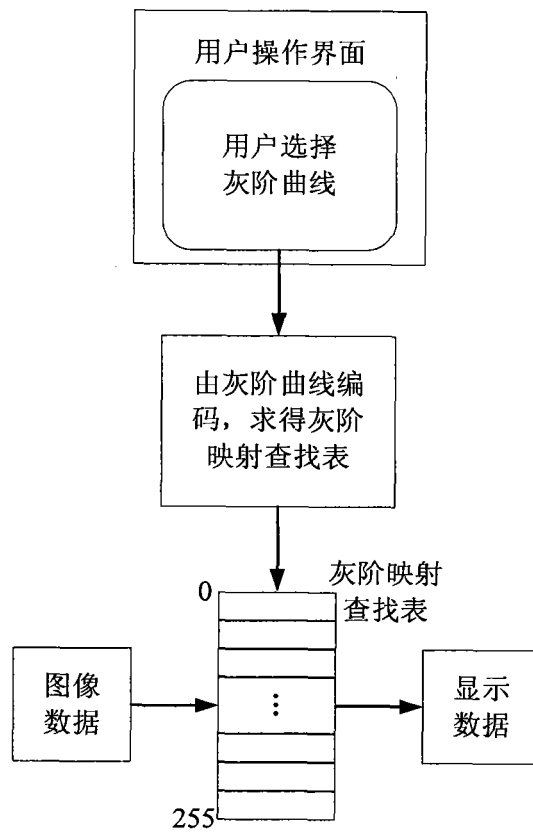 用户操作界面
用户选择
灰阶曲线
由灰阶曲线编
码，求得灰阶
映射查找表
灰阶映射
查找表
0
图像
数据
⋮
显示
数据
255